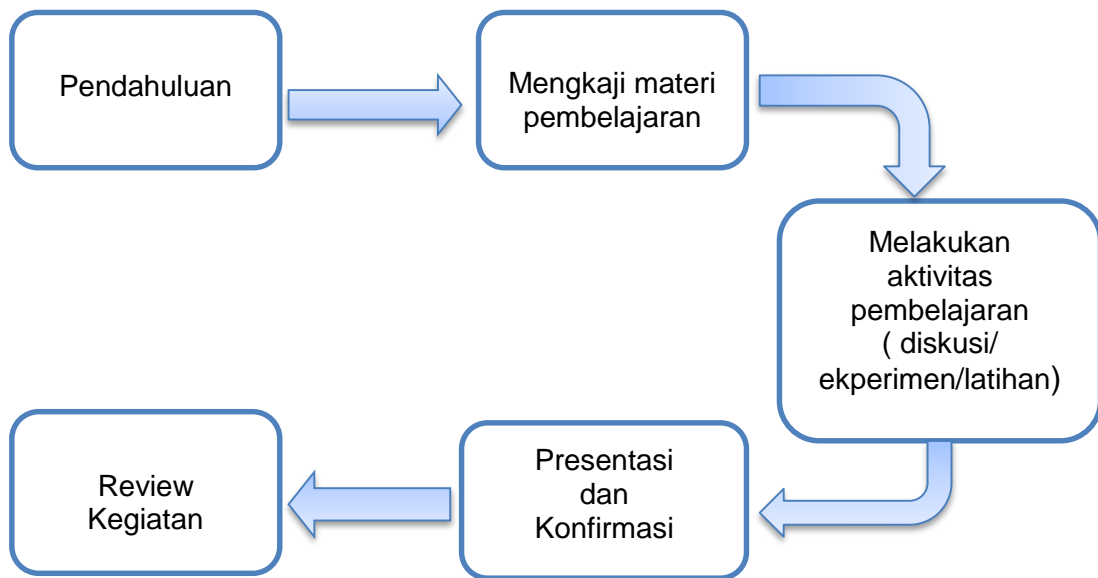 Pendahuluan
Mengkaji materi
pembelajaran
Melakukan
aktivitas
pembelajaran
( diskusi/
ekperimen/latihan)
Presentasi
dan
Konfirmasi
Review
Kegiatan